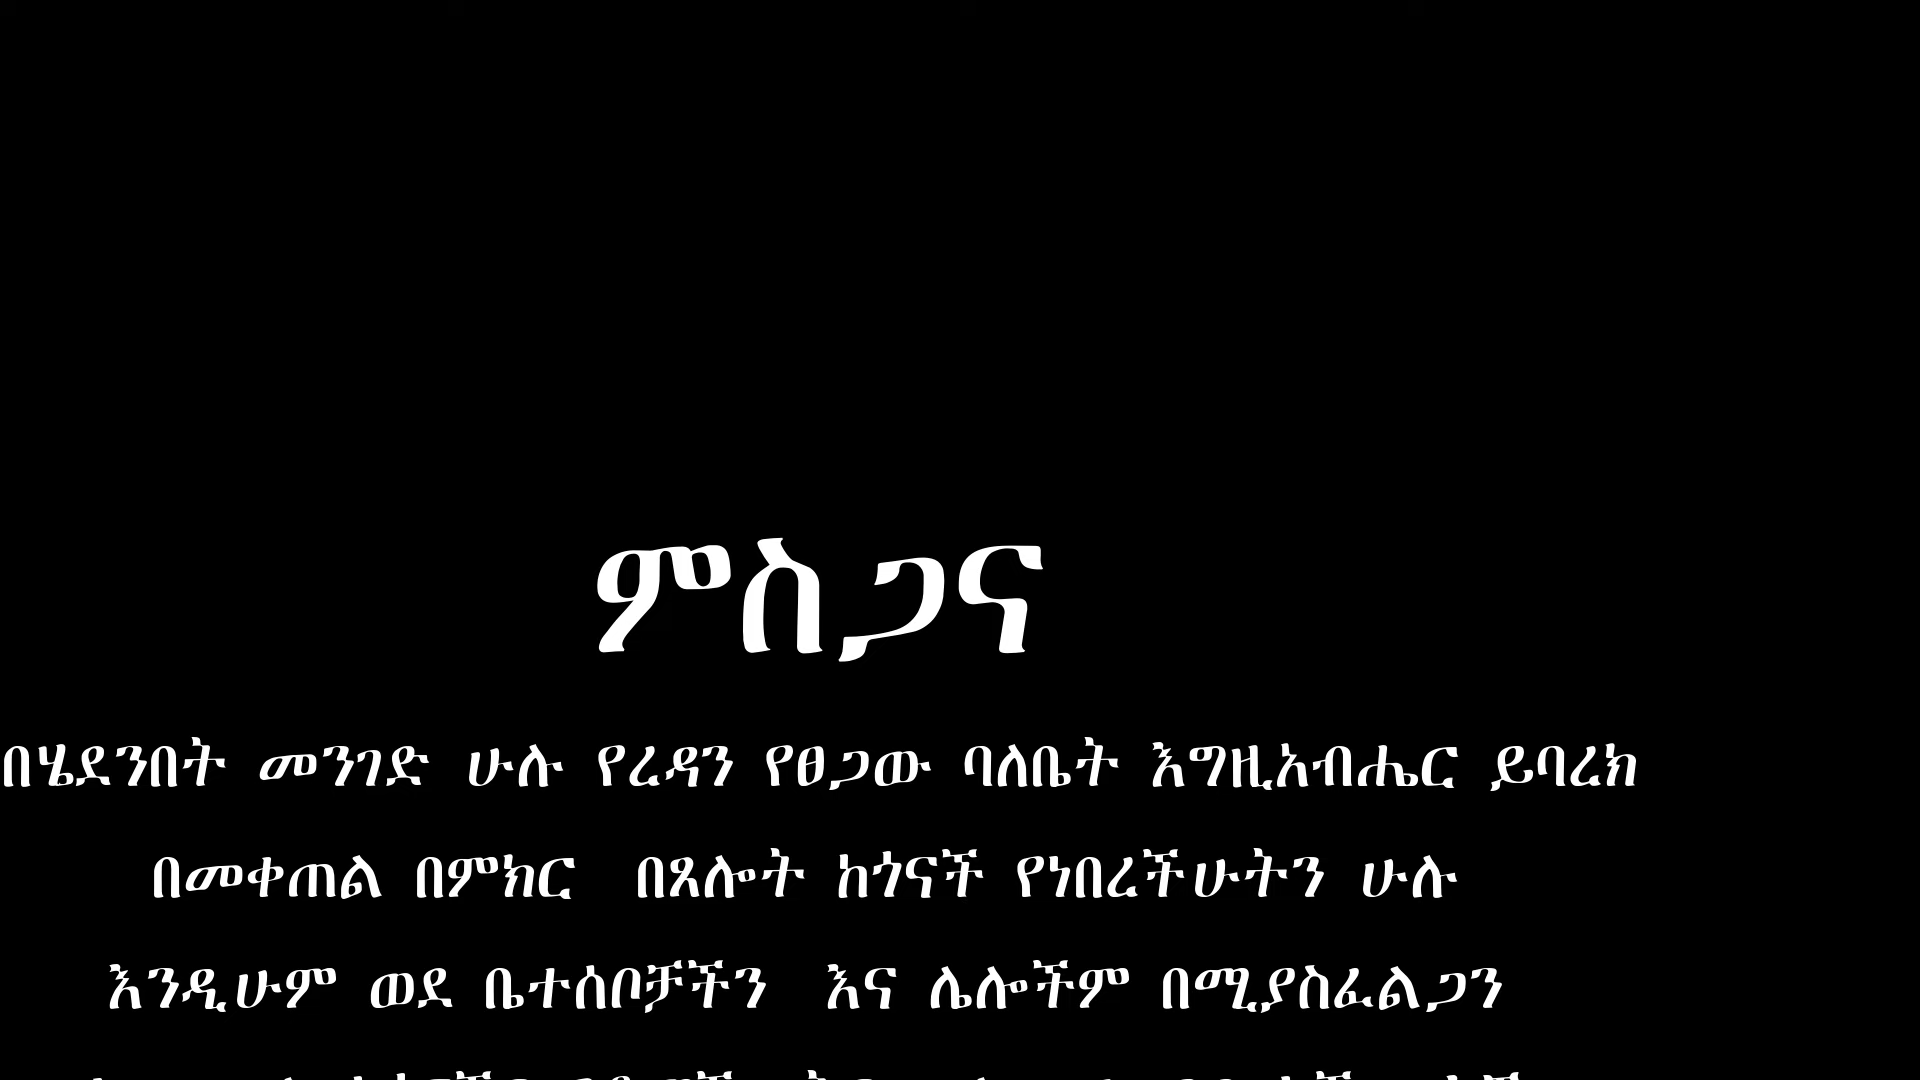 ምስጋና
በሄደንበት መንገድ ሁሉ የረዳን የፀጋው ባለቤት እግዚአብሔር ይባረክ
በመቀጠል በምክር በጸሎት ከጎናች የነበረችሁትን ሁሉ
እንዲሁም ወደ ቤተሰቦቻችን እና ሌሎችም በሚያስፈልጋን